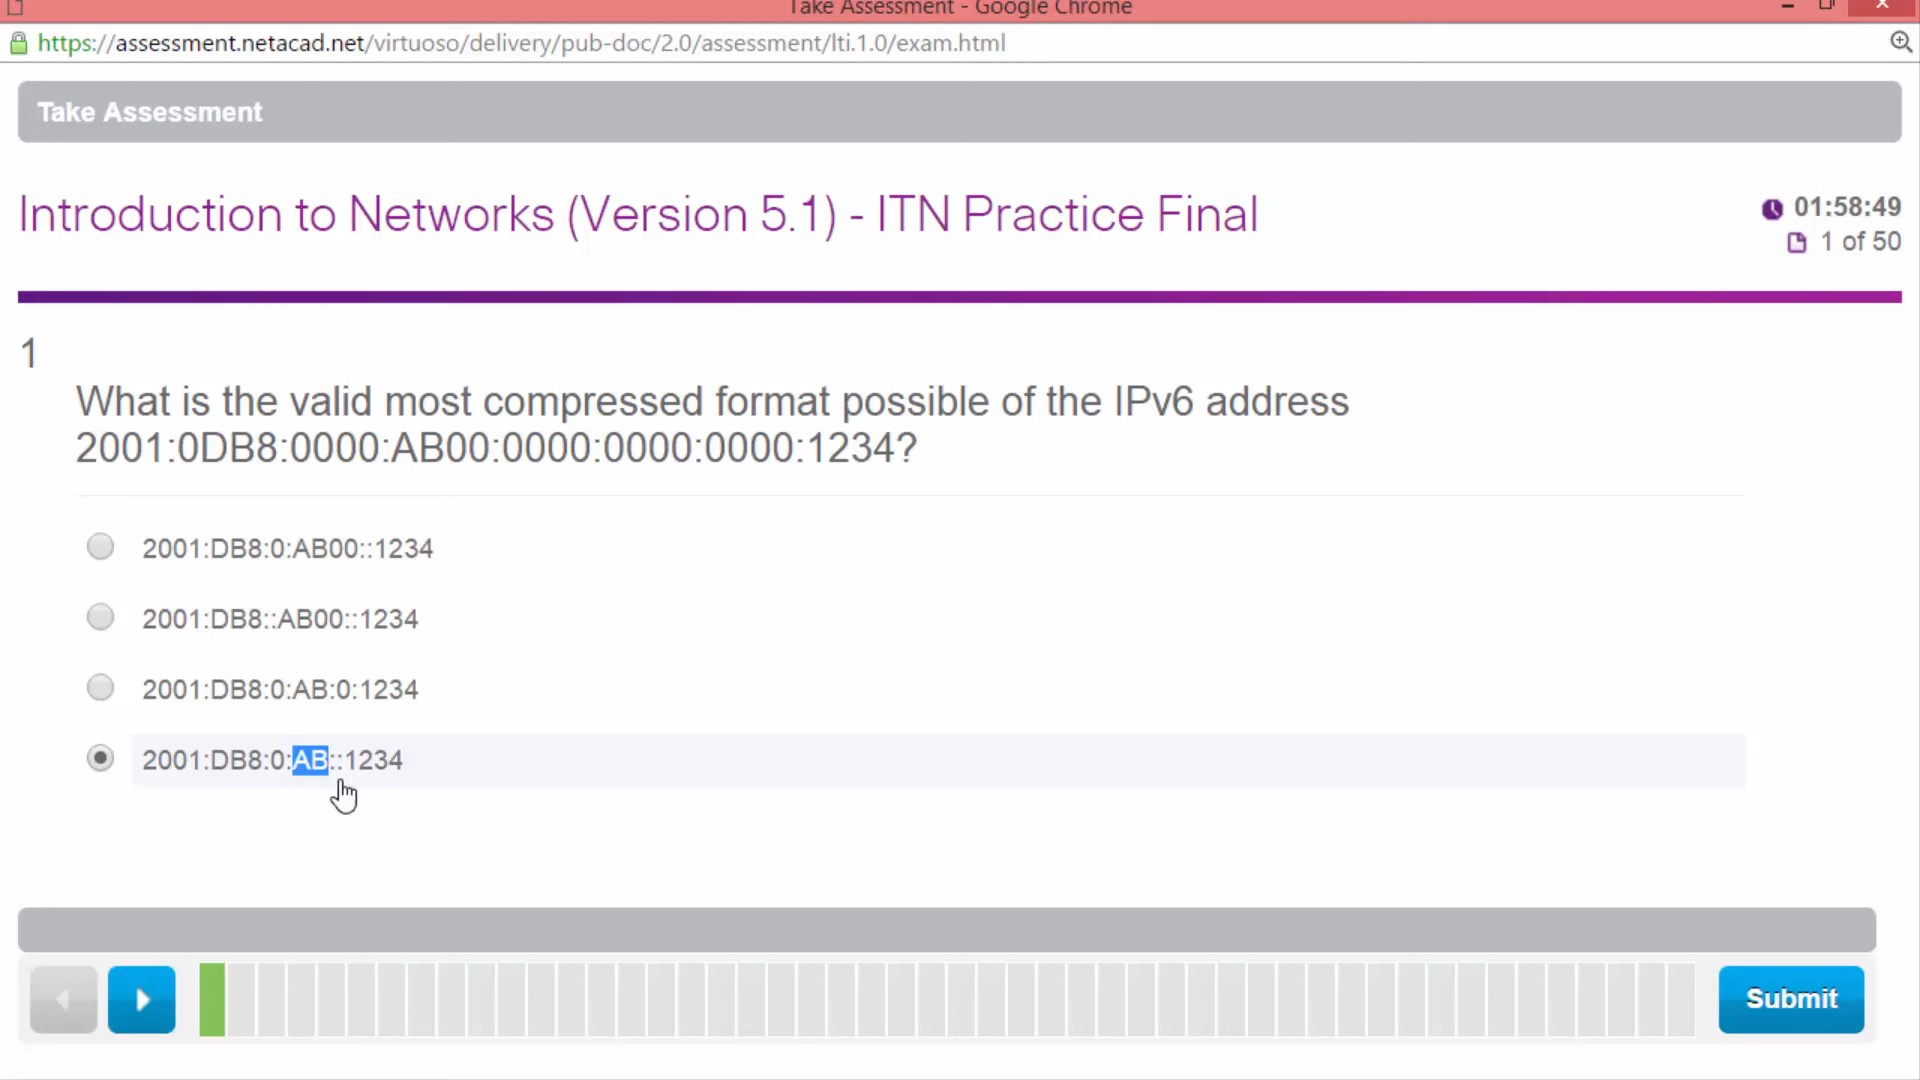 Take Assessment - Google Chrome
https://assessment.netacad.net/virtuoso/delivery/pub-doc/2.0/assessment/lti.1.0/exam.html
Take Assessment
Introduction to Networks (Version 5.1) - ITN Practice Final
01:58:49
1 of 50
1
What is the valid most compressed format possible of the IPv6 address
2001:0DB8:0000:AB00:0000:0000:0000:1234?
2001:DB8:0:AB00::1234
2001:DB8::AB00::1234
2001:DB8:0:AB:0:1234
2001:DB8:0:AB::1234
Submit